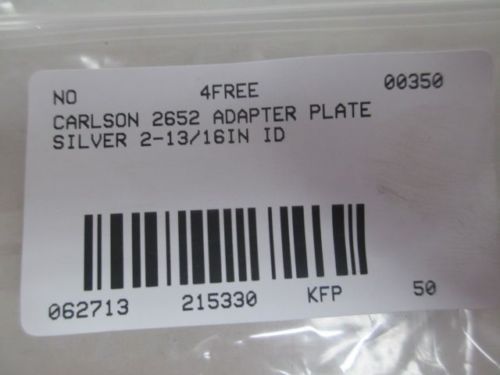 NO 4FREE 00350
CARLSON 2652 ADAPTER PLATE
SILVER 2-13/16IN ID
062713 215330 KFP 50